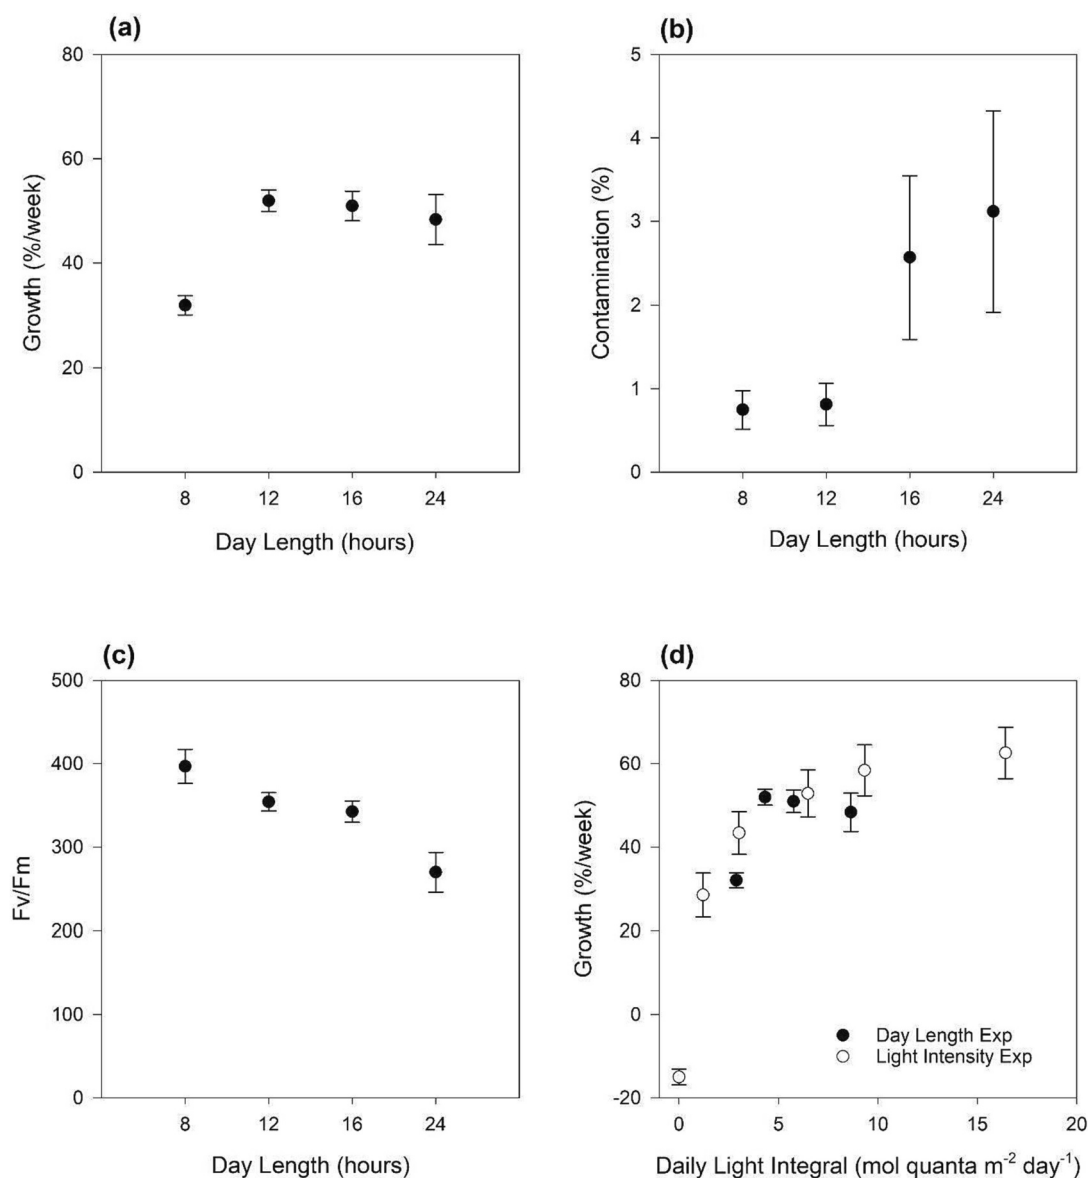 (a)
80
60
40
20
0
Growth (%/week)
8 12 16 24
Day Length (hours)
(b)
5
4
3
2
1
0
Contamination (%)
8 12 16 24
Day Length (hours)
(c)
500
400
300
200
100
0
Fv/Fm
8 12 16 24
Day Length (hours)
(d)
80
60
40
20
0
-20
Growth (%/week)
Day Length Exp
Light Intensity Exp
0 5 10 15 20
Daily Light Integral (mol quanta m⁻² day⁻¹)